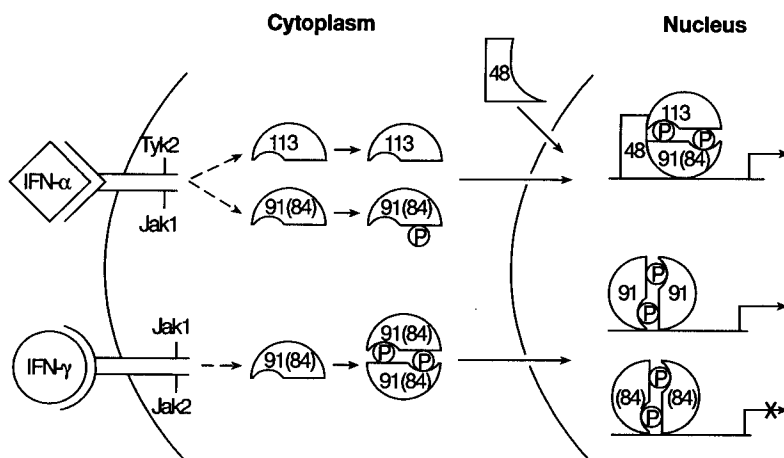 Cytoplasm
Nucleus
48
113
P
P
48
91(84)
Tyk2
IFN-α
Jak1
113
113
91(84)
91(84)
P
91
P
91
P
Jak1
IFN-γ
Jak2
91(84)
91(84)
P
P
91(84)
(84)
P
(84)
P
X